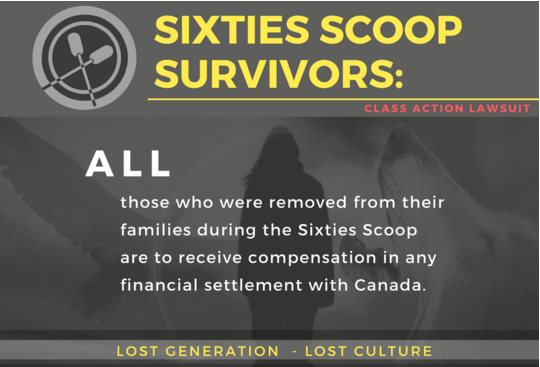 SIXTIES SCOOP
SURVIVORS:
CLASS ACTION LAWSUIT
ALL
those who were removed from their
families during the Sixties Scoop
are to receive compensation in any
financial settlement with Canada.
LOST GENERATION - LOST CULTURE